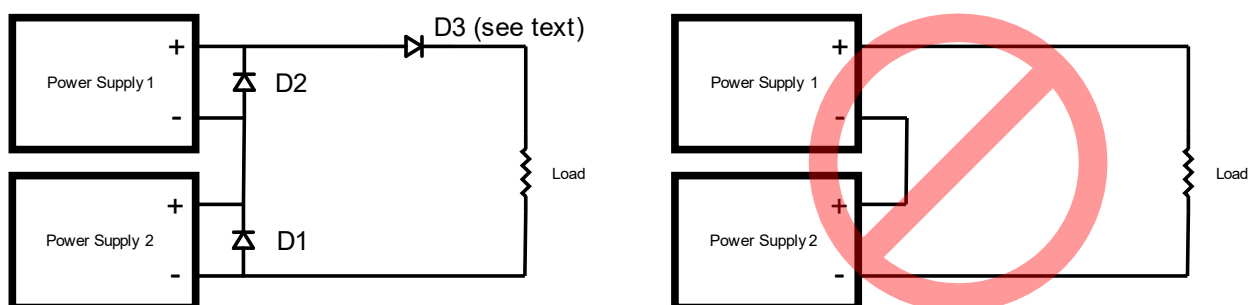 D3 (see text)
+
Power Supply 1
D2
-
Load
+
Power Supply 2
D1
-
+
Power Supply 1
-
Load
+
Power Supply 2
-